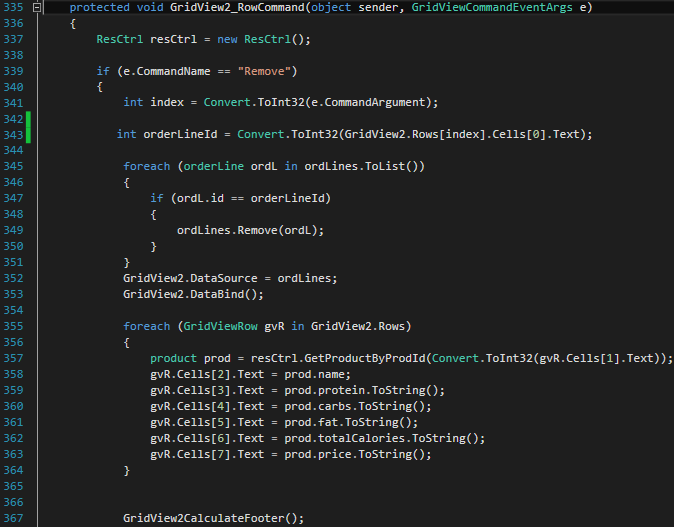 335 protected void GridView2_RowCommand(object sender, GridViewCommandEventArgs e)
336 {
337 ResCtrl resCtrl = new ResCtrl();
338
339 if (e.CommandName == "Remove")
340 {
341 int index = Convert.ToInt32(e.CommandArgument);
342
343 int orderLineId = Convert.ToInt32(GridView2.Rows[index].Cells[0].Text);
344
345 foreach (orderLine ordL in ordLines.ToList())
346 {
347 if (ordL.id == orderLineId)
348 {
349 ordLines.Remove(ordL);
350 }
351 }
352 GridView2.DataSource = ordLines;
353 GridView2.DataBind();
354
355 foreach (GridViewRow gvR in GridView2.Rows)
356 {
357 product prod = resCtrl.GetProductByProdId(Convert.ToInt32(gvR.Cells[1].Text));
358 gvR.Cells[2].Text = prod.name;
359 gvR.Cells[3].Text = prod.protein.ToString();
360 gvR.Cells[4].Text = prod.carbs.ToString();
361 gvR.Cells[5].Text = prod.fat.ToString();
362 gvR.Cells[6].Text = prod.totalCalories.ToString();
363 gvR.Cells[7].Text = prod.price.ToString();
364 }
365
366
367 GridView2CalculateFooter();